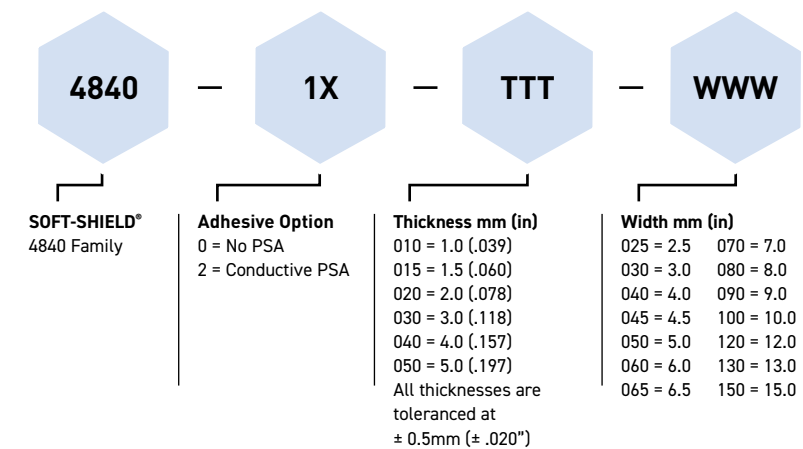 4840 — 1X — TTT — WWW
SOFT-SHIELD®
4840 Family
Adhesive Option
0 = No PSA
2 = Conductive PSA
Thickness mm (in)
010 = 1.0 (.039)
015 = 1.5 (.060)
020 = 2.0 (.078)
030 = 3.0 (.118)
040 = 4.0 (.157)
050 = 5.0 (.197)
All thicknesses are
toleranced at
± 0.5mm (± .020”)
Width mm (in)
025 = 2.5 070 = 7.0
030 = 3.0 080 = 8.0
040 = 4.0 090 = 9.0
045 = 4.5 100 = 10.0
050 = 5.0 120 = 12.0
060 = 6.0 130 = 13.0
065 = 6.5 150 = 15.0